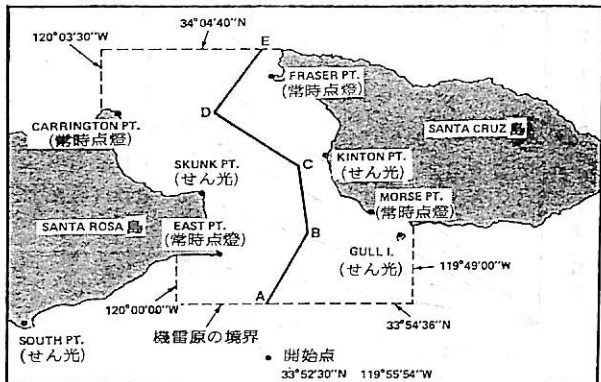 34°04'40''N
120°03'30''W
E
FRASER PT.
(常時点燈)
D
CARRINGTON PT.
(常時点燈)
SANTA CRUZ 島
SKUNK PT.
(せん光)
C
KINTON PT.
(せん光)
MORSE PT.
(常時点燈)
SANTA ROSA 島
EAST PT.
(常時点燈)
B
GULL I.
(せん光)
119°49'00''W
120°00'00''W
A
33°54'36''N
機雷原の境界
SOUTH PT.
(せん光)
開始点
33°52'30''N 119°55'54''W